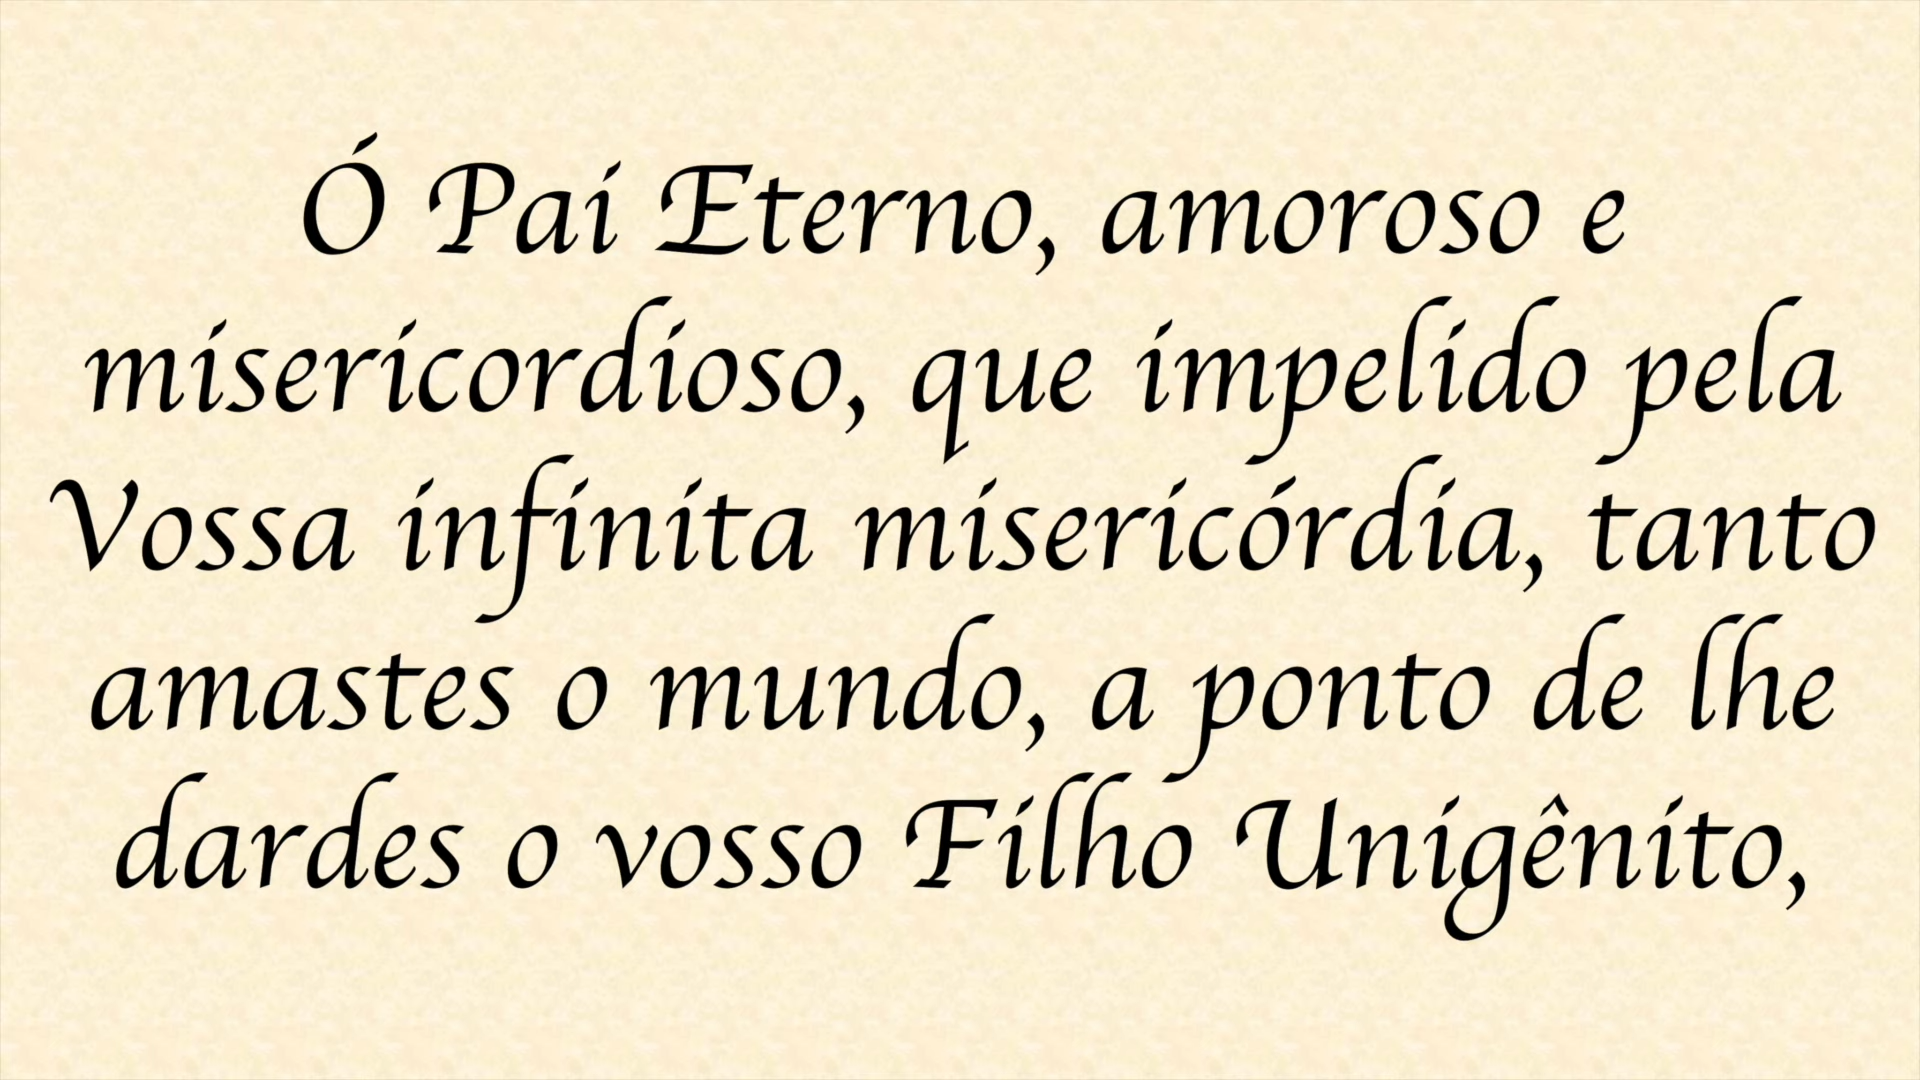 Ó Pai Eterno, amoroso e
misericordioso, que impelido pela
Vossa infinita misericórdia, tanto
amastes o mundo, a ponto de lhe
dardes o vosso Filho Unigênito,